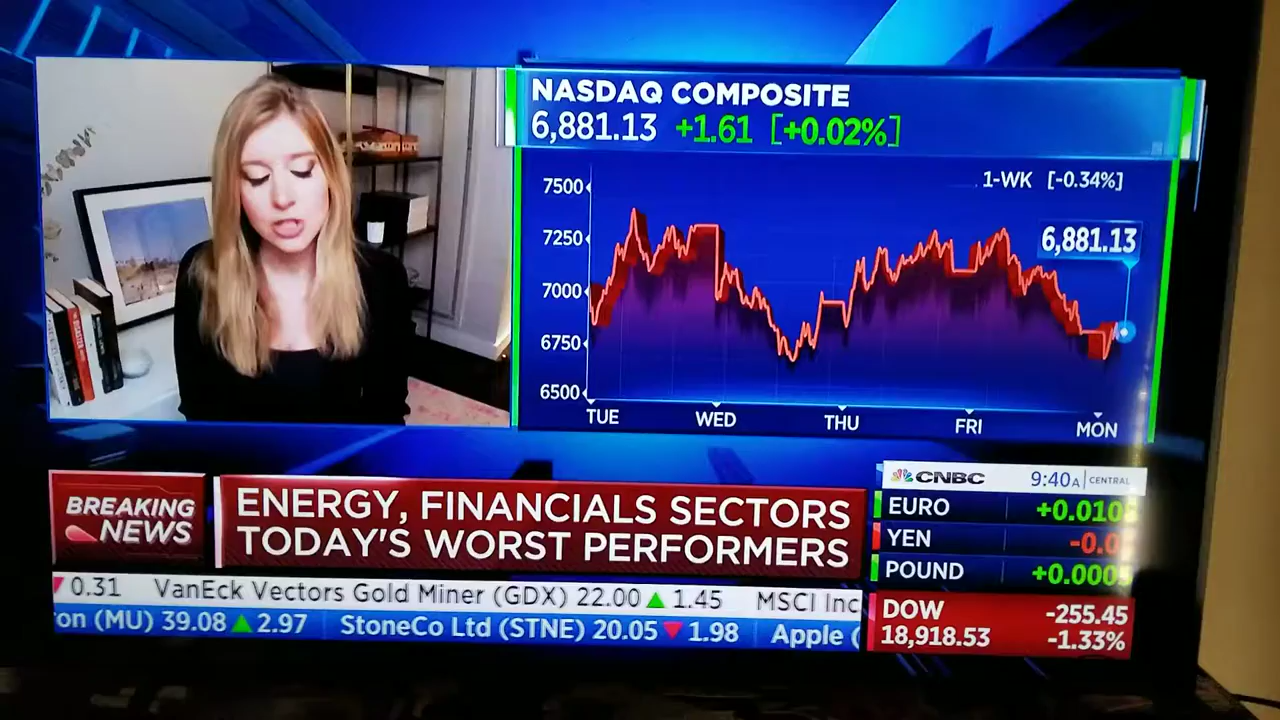 NASDAQ COMPOSITE
6,881.13 +1.61 [+0.02%]
1-WK [-0.34%]
7500
7250
7000
6750
6500
6,881.13
TUE WED THU FRI MON
BREAKING
NEWS
ENERGY, FINANCIALS SECTORS
TODAY'S WORST PERFORMERS
CNBC 9:40A CENTRAL
EURO +0.0105
YEN -0.0
POUND +0.0005
DOW -255.45
18,918.53 -1.33%
▼ 0.31 VanEck Vectors Gold Miner (GDX) 22.00 ▲ 1.45 MSCI Inc
on (MU) 39.08 ▲ 2.97 StoneCo Ltd (STNE) 20.05 ▼ 1.98 Apple (